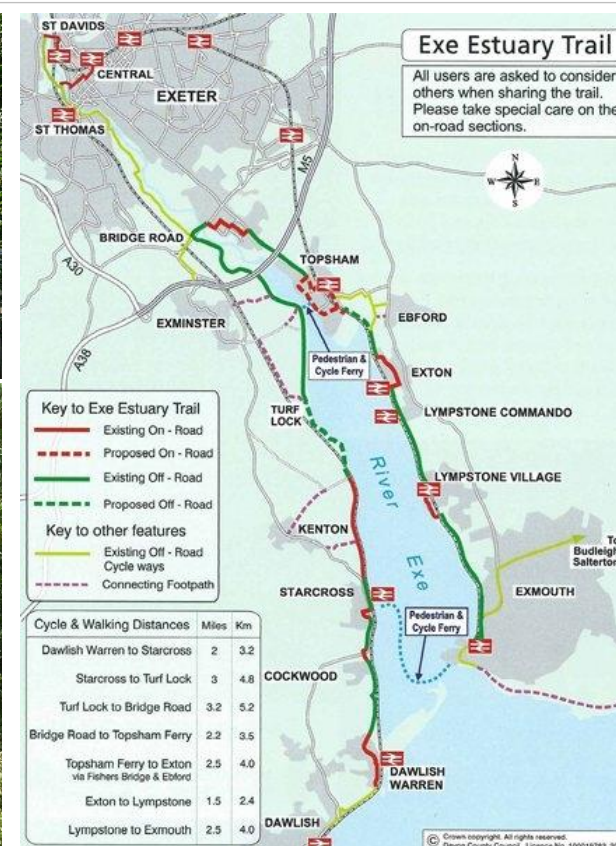 Exe Estuary Trail
All users are asked to consider
others when sharing the trail.
Please take special care on the
on-road sections.
N
W E
S
ST DAVIDS
CENTRAL
EXETER
ST THOMAS
M5
BRIDGE ROAD
TOPSHAM
A30
EXMINSTER
EBFORD
A38
Pedestrian &
Cycle Ferry
EXTON
TURF
LOCK
LYMPSTONE COMMANDO
River
Exe
LYMPSTONE VILLAGE
KENTON
To
Budleigh
Salterton
EXMOUTH
STARCROSS
Pedestrian &
Cycle Ferry
COCKWOOD
DAWLISH
WARREN
DAWLISH
Key to Exe Estuary Trail
Existing On - Road
Proposed On - Road
Existing Off - Road
Proposed Off - Road
Key to other features
Existing Off - Road
Cycle ways
Connecting Footpath
Cycle & Walking Distances Miles Km
Dawlish Warren to Starcross 2 3.2
Starcross to Turf Lock 3 4.8
Turf Lock to Bridge Road 3.2 5.2
Bridge Road to Topsham Ferry 2.2 3.5
Topsham Ferry to Exton 2.5 4.0
via Fishers Bridge & Ebford
Exton to Lympstone 1.5 2.4
Lympstone to Exmouth 2.5 4.0
© Crown copyright. All rights reserved.